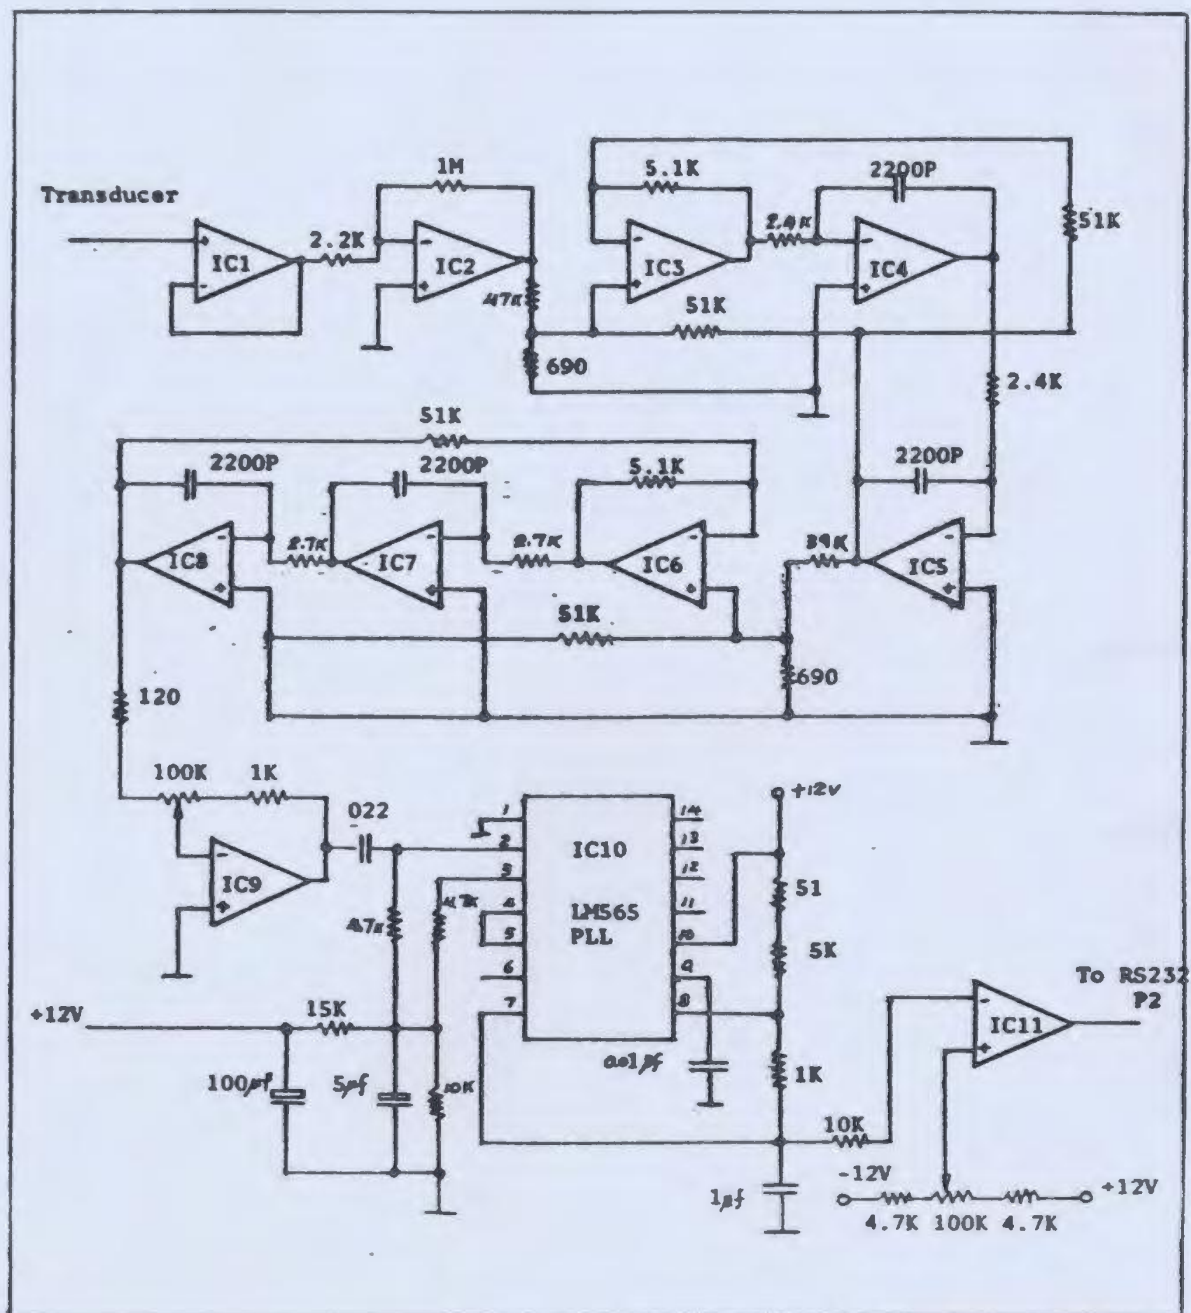 1M
5.1K
2200P
Transducer
2.2K
2.4K
51K
IC1
IC2
IC3
IC4
47K
51K
690
2.4K
51K
2200P
2200P
5.1K
2200P
IC8
2.7K
IC7
2.7K
IC6
39K
IC5
51K
120
690
100K
1K
+12V
022
1
14
2
IC10
13
3
12
51
IC9
4.7K
4.7K
4
LM565
11
5
PLL
10
5K
6
9
To RS232
P2
+12V
15K
7
8
IC11
100µf
5µf
10K
0.01µf
1K
10K
-12V
+12V
1µf
4.7K 100K 4.7K